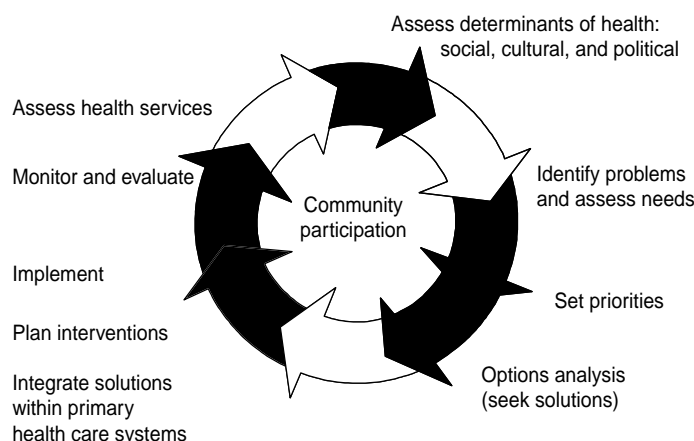 Assess determinants of health:
social, cultural, and political
Identify problems
and assess needs
Set priorities
Options analysis
(seek solutions)
Integrate solutions
within primary
health care systems
Plan interventions
Implement
Monitor and evaluate
Assess health services
Community
participation